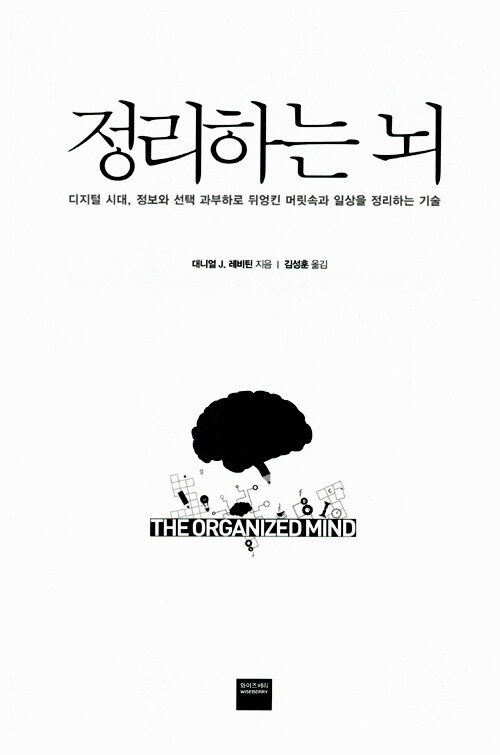 정리하는 뇌
디지털 시대, 정보와 선택 과부하로 뒤엉킨 머릿속과 일상을 정리하는 기술
대니얼 J. 레비틴 지음 | 김성훈 옮김
THE ORGANIZED MIND
와이즈베리
WISEBERRY